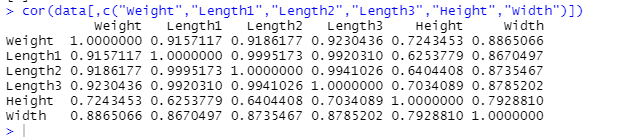 > cor(data[,c("Weight","Length1","Length2","Length3","Height","Width")])
Weight Length1 Length2 Length3 Height Width
Weight 1.0000000 0.9157117 0.9186177 0.9230436 0.7243453 0.8865066
Length1 0.9157117 1.0000000 0.9995173 0.9920310 0.6253779 0.8670497
Length2 0.9186177 0.9995173 1.0000000 0.9941026 0.6404408 0.8735467
Length3 0.9230436 0.9920310 0.9941026 1.0000000 0.7034089 0.8785202
Height 0.7243453 0.6253779 0.6404408 0.7034089 1.0000000 0.7928810
Width 0.8865066 0.8670497 0.8735467 0.8785202 0.7928810 1.0000000
>